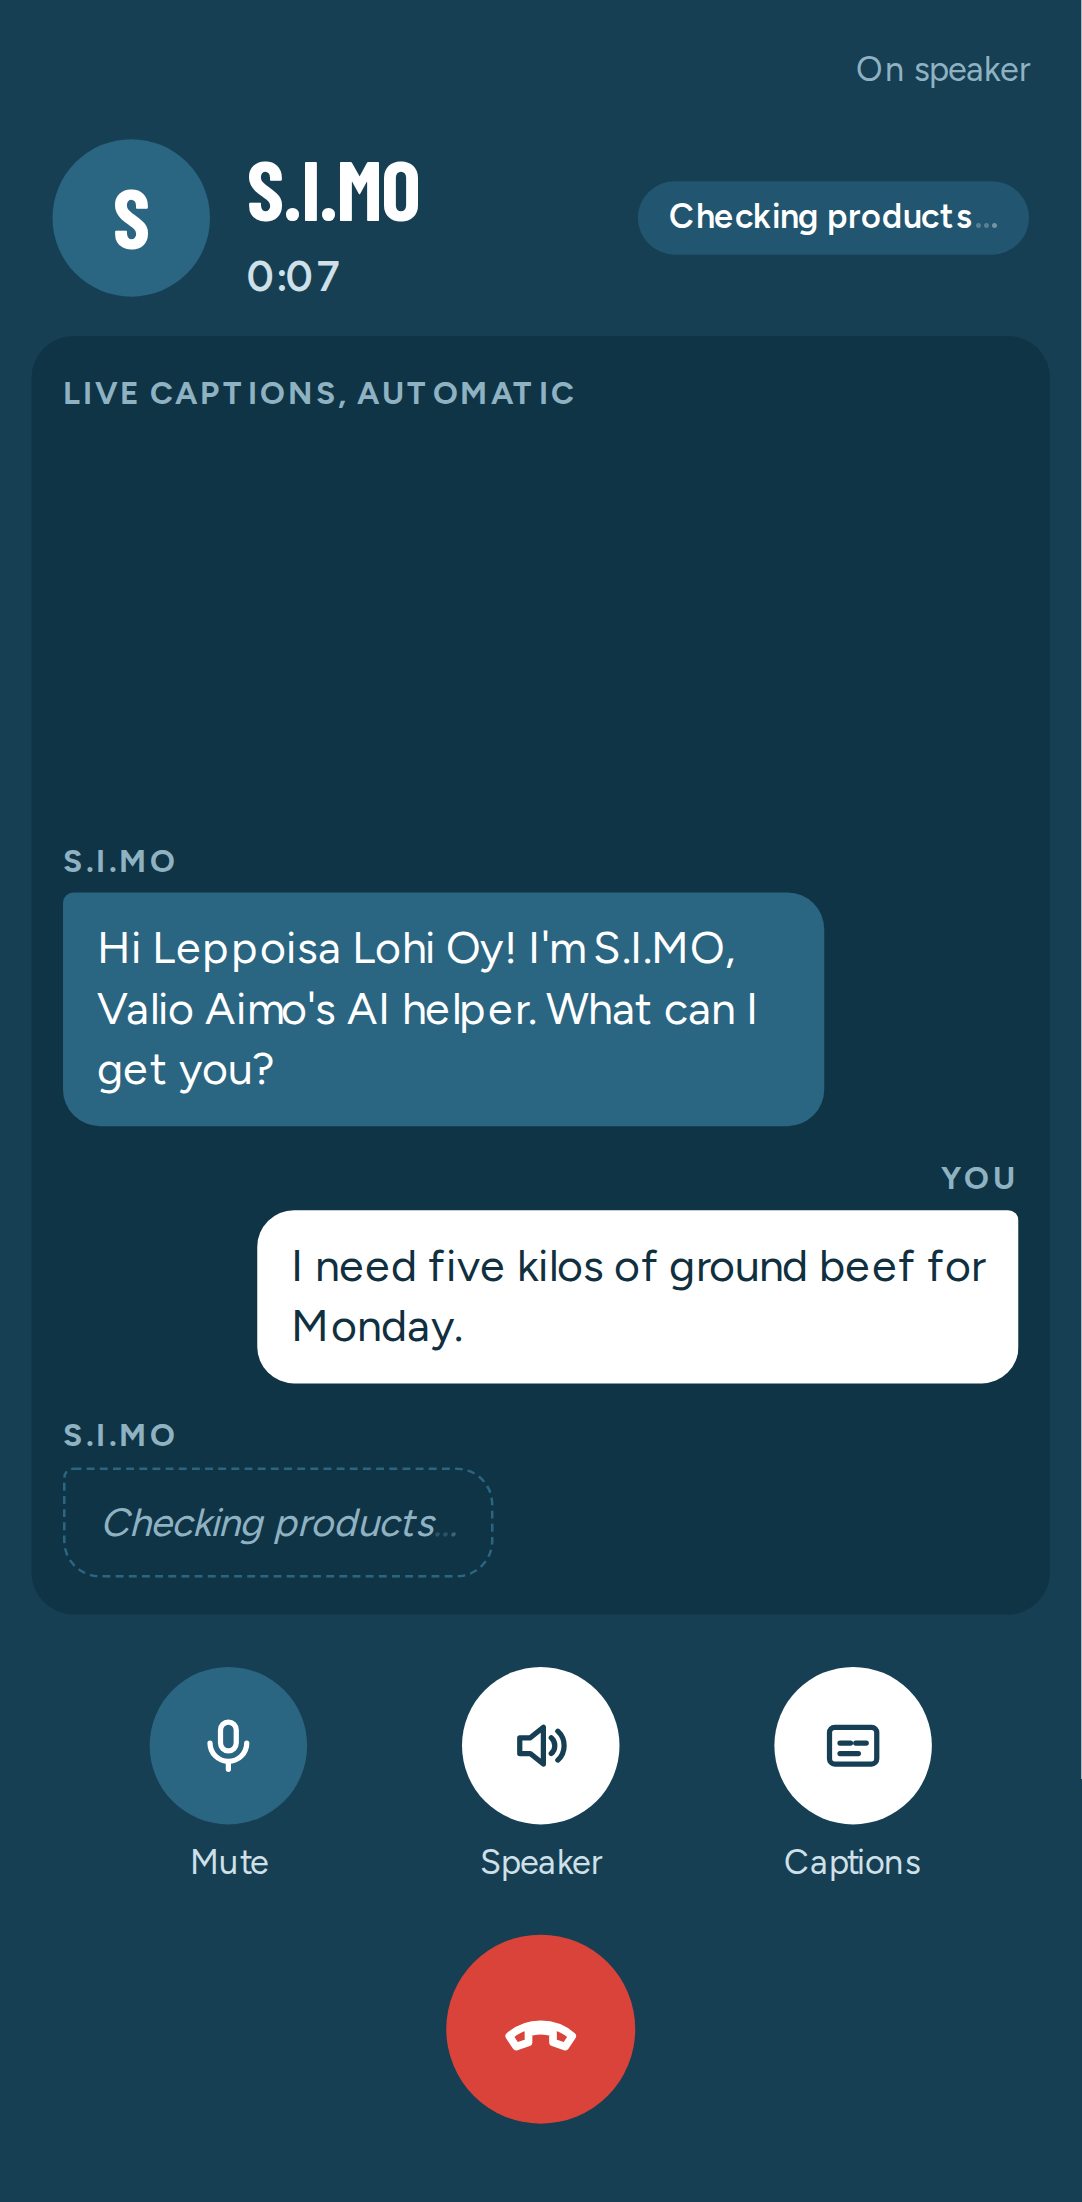 On speaker
S
S.I.MO
0:07
Checking products...
LIVE CAPTIONS, AUTOMATIC
S.I.MO
Hi Leppoisa Lohi Oy! I'm S.I.MO,
Valio Aimo's AI helper. What can I
get you?
YOU
I need five kilos of ground beef for
Monday.
S.I.MO
Checking products...
Mute
Speaker
Captions